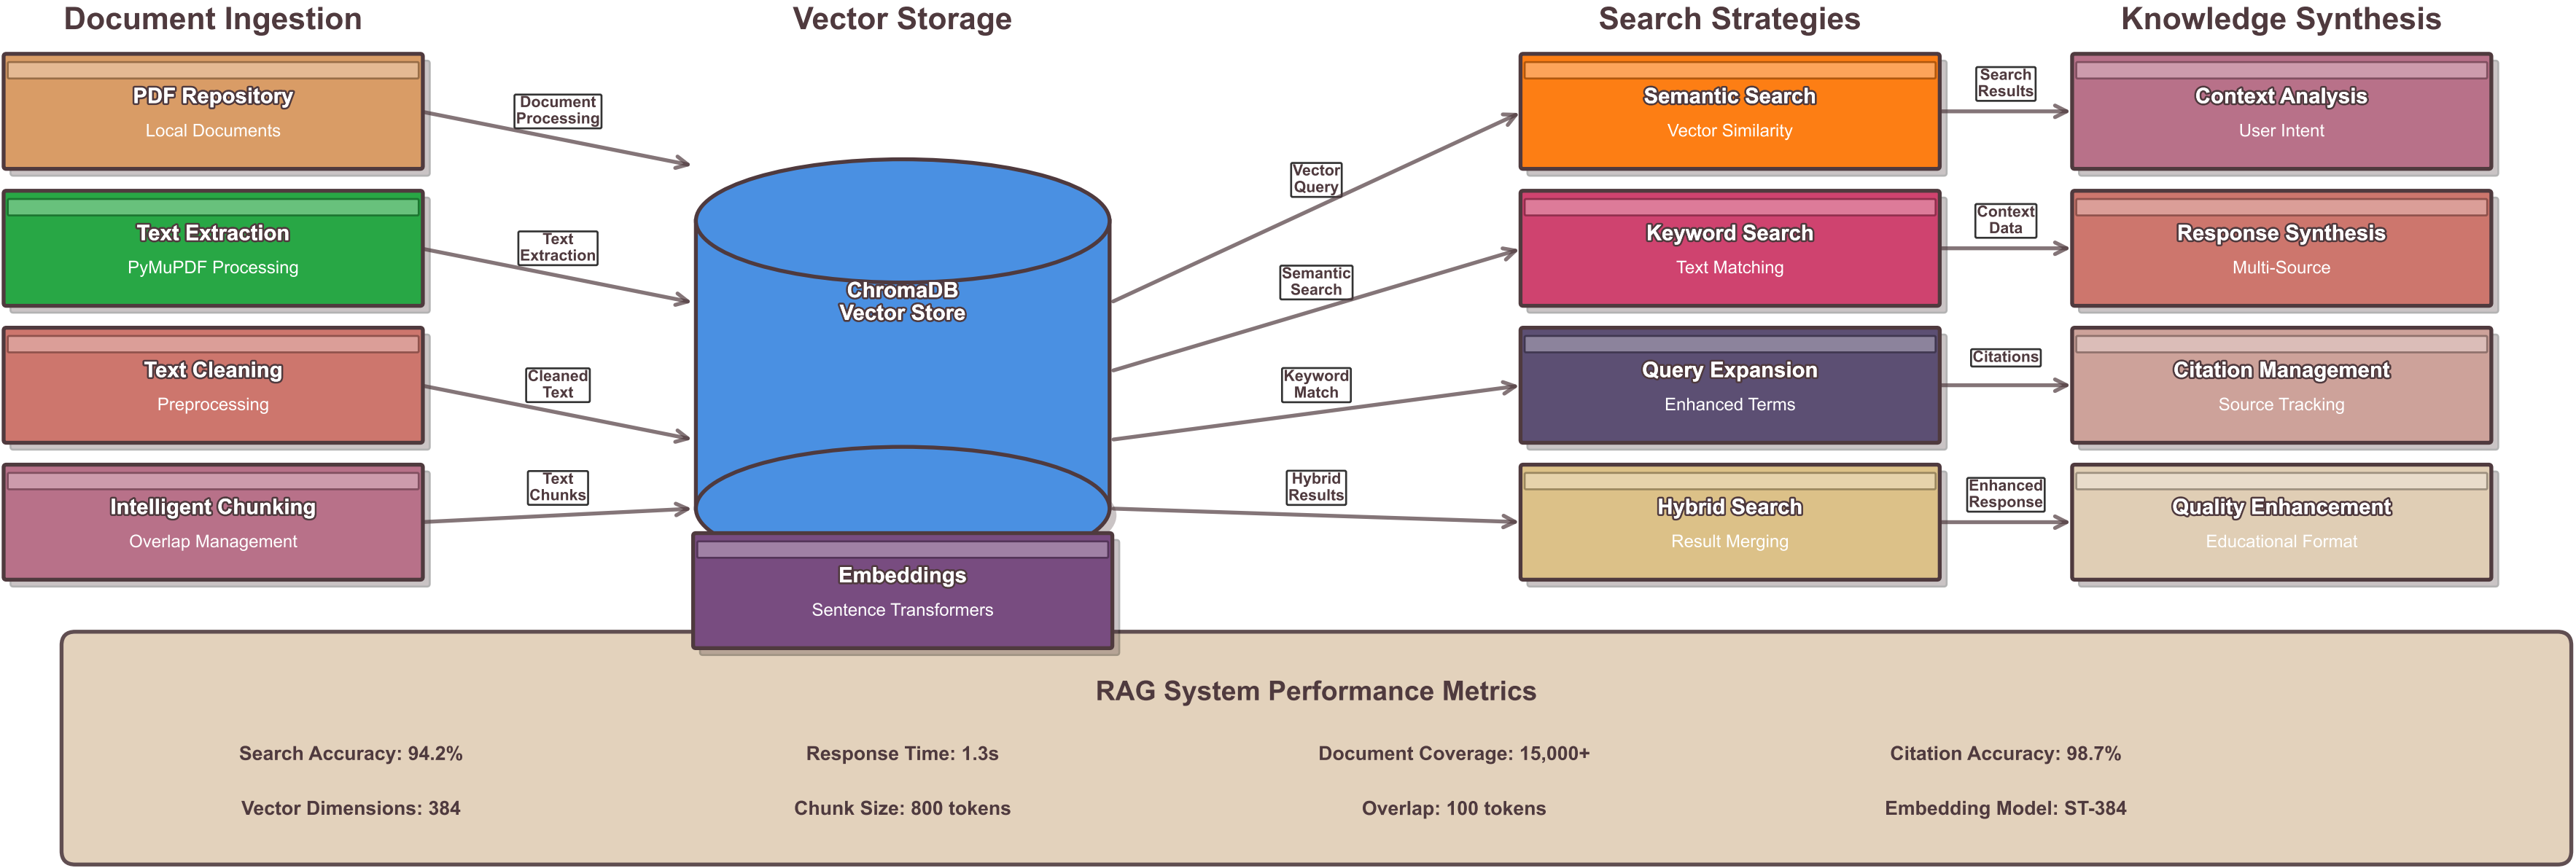 Document Ingestion
Vector Storage
Search Strategies
Knowledge Synthesis
PDF Repository
Local Documents
Text Extraction
PyMuPDF Processing
Text Cleaning
Preprocessing
Intelligent Chunking
Overlap Management
Document
Processing
Text
Extraction
Cleaned
Text
Text
Chunks
ChromaDB
Vector Store
Embeddings
Sentence Transformers
Vector
Query
Semantic
Search
Keyword
Match
Hybrid
Results
Semantic Search
Vector Similarity
Keyword Search
Text Matching
Query Expansion
Enhanced Terms
Hybrid Search
Result Merging
Search
Results
Context
Data
Citations
Enhanced
Response
Context Analysis
User Intent
Response Synthesis
Multi-Source
Citation Management
Source Tracking
Quality Enhancement
Educational Format
RAG System Performance Metrics
Search Accuracy: 94.2%
Response Time: 1.3s
Document Coverage: 15,000+
Citation Accuracy: 98.7%
Vector Dimensions: 384
Chunk Size: 800 tokens
Overlap: 100 tokens
Embedding Model: ST-384